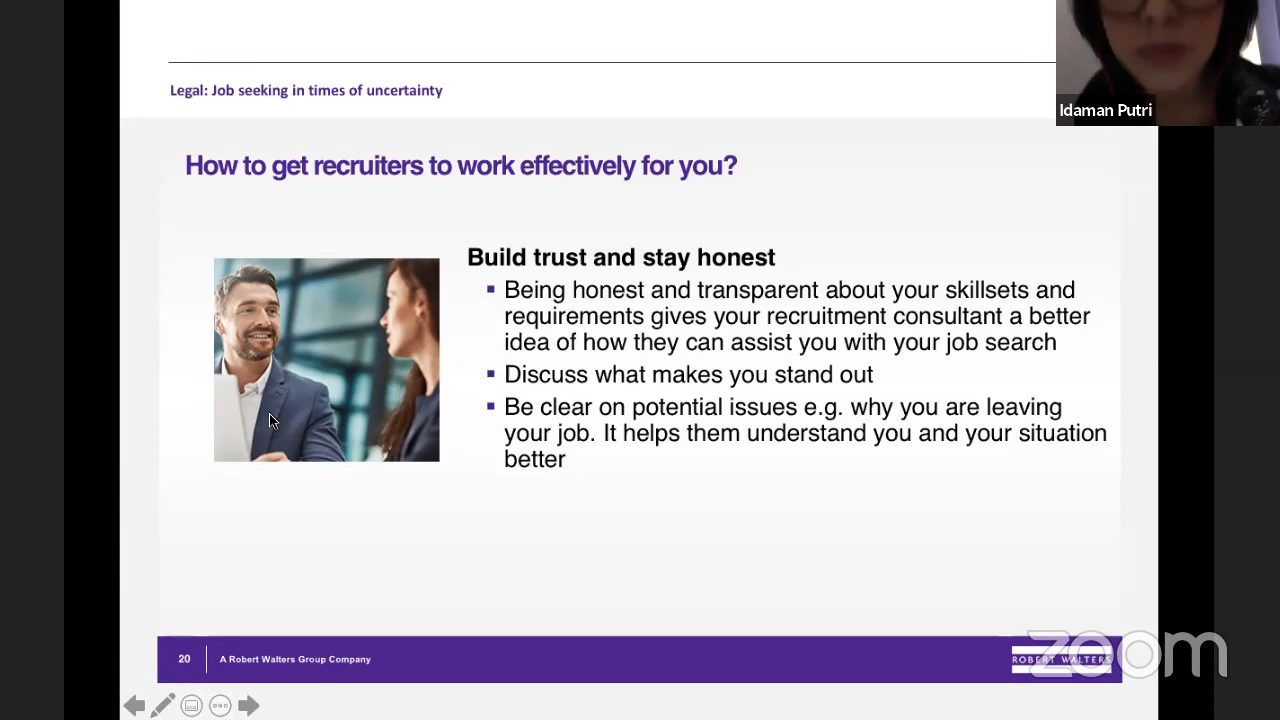 Legal: Job seeking in times of uncertainty
Idaman Putri
How to get recruiters to work effectively for you?
Build trust and stay honest
▪ Being honest and transparent about your skillsets and
requirements gives your recruitment consultant a better
idea of how they can assist you with your job search
▪ Discuss what makes you stand out
▪ Be clear on potential issues e.g. why you are leaving
your job. It helps them understand you and your situation
better
20
A Robert Walters Group Company
ROBERT WALTERS
zoom